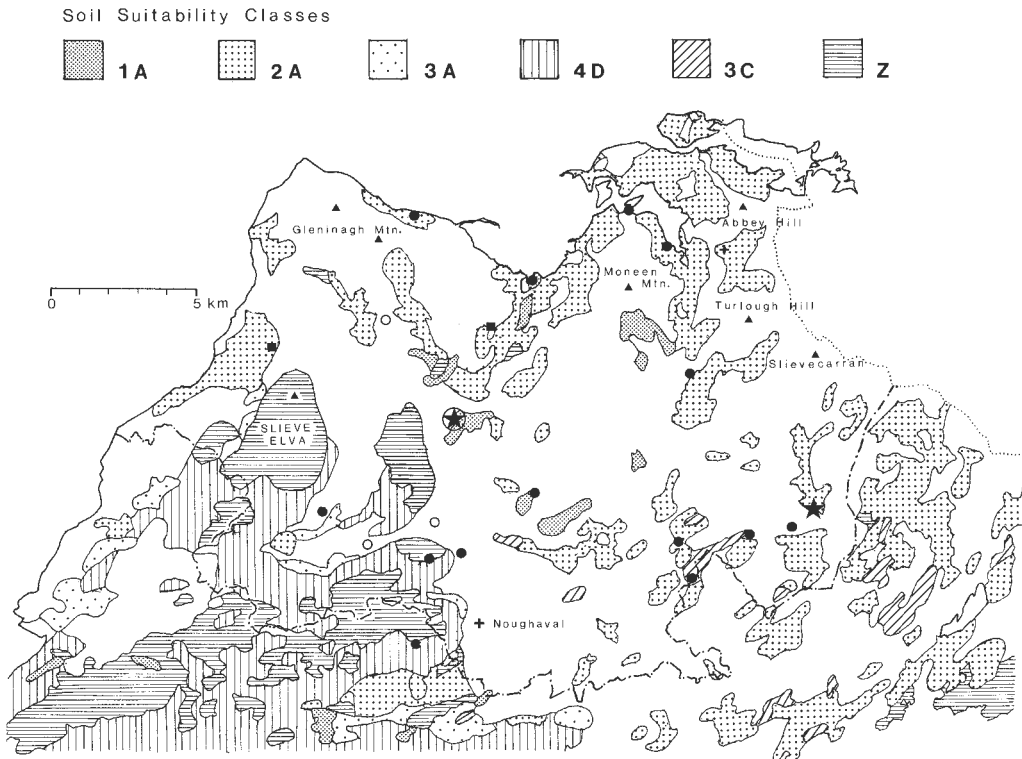 Soil Suitability Classes
1A 2A 3A 4D 3C Z
Abbey Hill
Gleninagh Mtn.
Moneen
Mtn.
0 5 km
Turlough Hill
Slievecarran
SLIEVE
ELVA
Noughaval